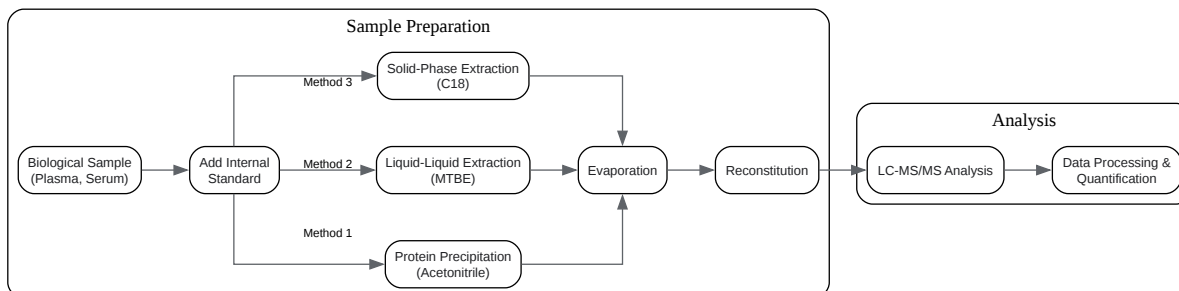 Sample Preparation
Method 3
Solid-Phase Extraction
(C18)
Biological Sample
(Plasma, Serum)
Add Internal
Standard
Method 2
Liquid-Liquid Extraction
(MTBE)
Evaporation
Reconstitution
Method 1
Protein Precipitation
(Acetonitrile)
Analysis
LC-MS/MS Analysis
Data Processing &
Quantification